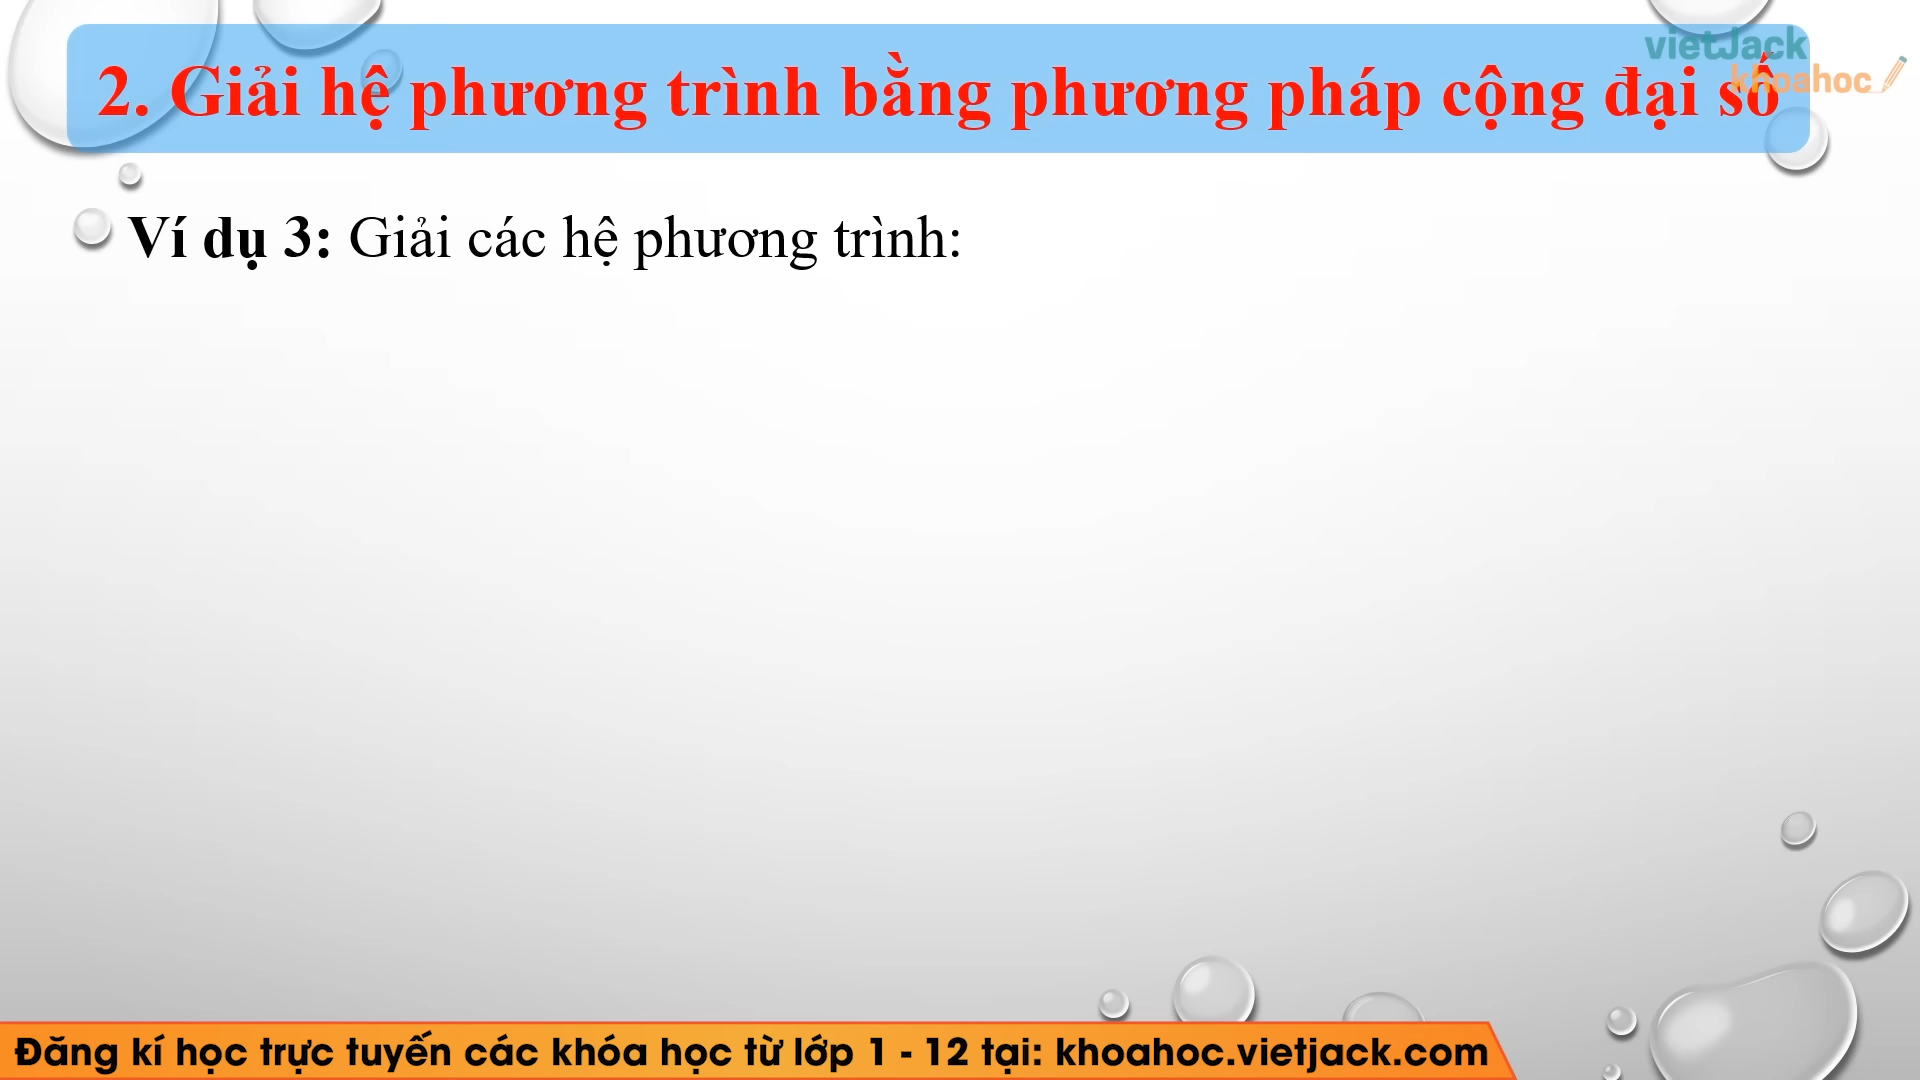 vietJack
khoahoc
2. Giải hệ phương trình bằng phương pháp cộng đại số
Ví dụ 3: Giải các hệ phương trình:
Đăng kí học trực tuyến các khóa học từ lớp 1 - 12 tại: khoahoc.vietjack.com